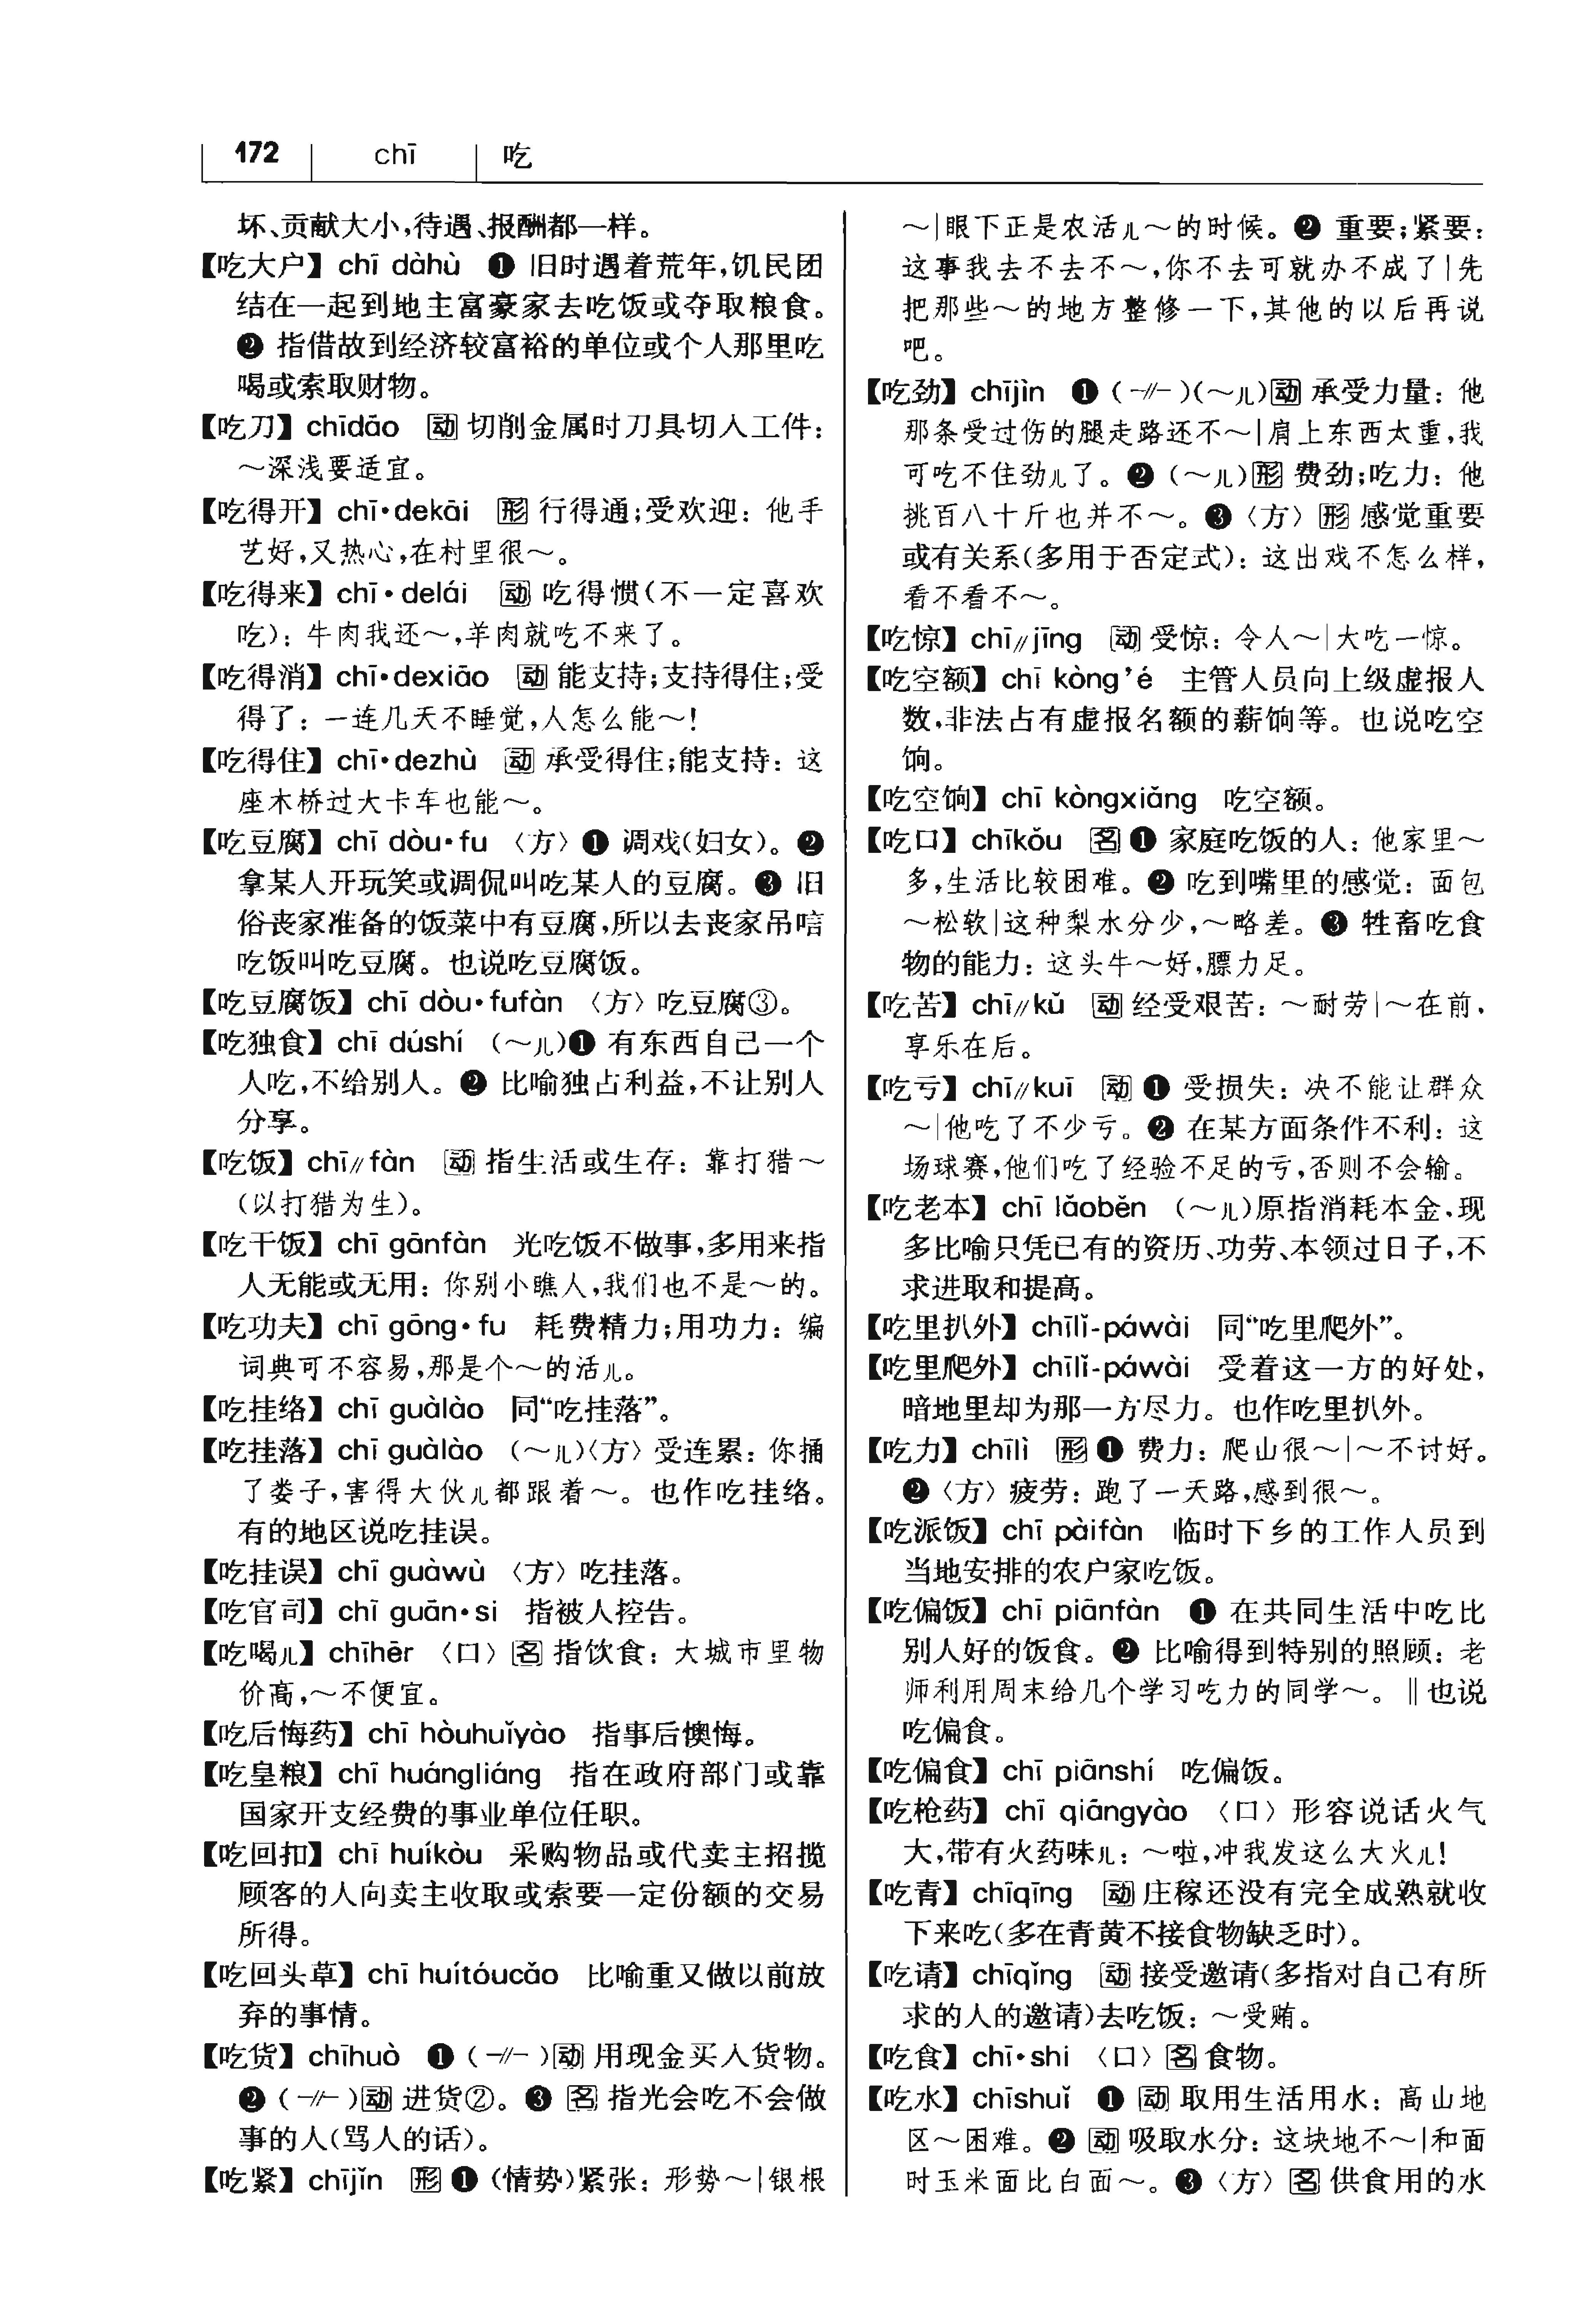 172 chī 吃
坏、贡献大小,待遇、报酬都一样。
【吃大户】 chī dàhù ❶ 旧时遇着荒年,饥民团
结在一起到地主富豪家去吃饭或夺取粮食。
❷ 指借故到经济较富裕的单位或个人那里吃
喝或索取财物。
【吃刀】 chīdāo 动 切削金属时刀具切入工件:
～深浅要适宜。
【吃得开】 chī•dekāi 形 行得通;受欢迎: 他手
艺好,又热心,在村里很～。
【吃得来】 chī•delái 动 吃得惯(不一定喜欢
吃): 牛肉我还～,羊肉就吃不来了。
【吃得消】 chī•dexiāo 动 能支持;支持得住;受
得了: 一连几天不睡觉,人怎么能～!
【吃得住】 chī•dezhù 动 承受得住;能支持: 这
座木桥过大卡车也能～。
【吃豆腐】 chī dòu•fu 〈方〉 ❶ 调戏(妇女)。❷
拿某人开玩笑或调侃叫吃某人的豆腐。❸ 旧
俗丧家准备的饭菜中有豆腐,所以去丧家吊唁
吃饭叫吃豆腐。也说吃豆腐饭。
【吃豆腐饭】 chī dòu•fufàn 〈方〉 吃豆腐③。
【吃独食】 chī dúshí (～儿)❶ 有东西自己一个
人吃,不给别人。❷ 比喻独占利益,不让别人
分享。
【吃饭】 chī//fàn 动 指生活或生存: 靠打猎～
(以打猎为生)。
【吃干饭】 chī gānfàn 光吃饭不做事,多用来指
人无能或无用: 你别小瞧人,我们也不是～的。
【吃功夫】 chī gōng•fu 耗费精力;用功力: 编
词典可不容易,那是个～的活儿。
【吃挂络】 chī guàlào 同“吃挂落”。
【吃挂落】 chī guàlào (～儿)〈方〉 受连累: 你捅
了娄子,害得大伙儿都跟着～。也作吃挂络。
有的地区说吃挂误。
【吃挂误】 chī guàwù 〈方〉 吃挂落。
【吃官司】 chī guān•si 指被人控告。
【吃喝儿】 chīhēr 〈口〉 名 指饮食: 大城市里物
价高,～不便宜。
【吃后悔药】 chī hòuhuǐyào 指事后懊悔。
【吃皇粮】 chī huángliáng 指在政府部门或靠
国家开支经费的事业单位任职。
【吃回扣】 chī huíkòu 采购物品或代卖主招揽
顾客的人向卖主收取或索要一定份额的交易
所得。
【吃回头草】 chī huítóucǎo 比喻重又做以前放
弃的事情。
【吃货】 chīhuò ❶ (-//-)动 用现金买入货物。
❷ (-//-)动 进货②。❸ 名 指光会吃不会做
事的人(骂人的话)。
【吃紧】 chījǐn 形 ❶ (情势)紧张: 形势～|银根
～|眼下正是农活儿～的时候。❷ 重要;紧要:
这事我去不去不～,你不去可就办不成了|先
把那些～的地方整修一下,其他的以后再说
吧。
【吃劲】 chījìn ❶ (-//-)(～儿)动 承受力量: 他
那条受过伤的腿走路还不～|肩上东西太重,我
可吃不住劲儿了。❷ (～儿)形 费劲;吃力: 他
挑百八十斤也并不～。❸ 〈方〉 形 感觉重要
或有关系(多用于否定式): 这出戏不怎么样,
看不看不～。
【吃惊】 chī//jīng 动 受惊: 令人～|大吃一惊。
【吃空额】 chī kòng’é 主管人员向上级虚报人
数,非法占有虚报名额的薪饷等。也说吃空
饷。
【吃空饷】 chī kòngxiǎng 吃空额。
【吃口】 chīkǒu 名 ❶ 家庭吃饭的人: 他家里～
多,生活比较困难。❷ 吃到嘴里的感觉: 面包
～松软|这种梨水分少,～略差。❸ 牲畜吃食
物的能力: 这头牛～好,膘力足。
【吃苦】 chī//kǔ 动 经受艰苦: ～耐劳|～在前,
享乐在后。
【吃亏】 chī//kuī 动 ❶ 受损失: 决不能让群众
～|他吃了不少亏。❷ 在某方面条件不利: 这
场球赛,他们吃了经验不足的亏,否则不会输。
【吃老本】 chī lǎoběn (～儿)原指消耗本金,现
多比喻只凭已有的资历、功劳、本领过日子,不
求进取和提高。
【吃里扒外】 chīlǐ-páwài 同“吃里爬外”。
【吃里爬外】 chīlǐ-páwài 受着这一方的好处,
暗地里却为那一方尽力。也作吃里扒外。
【吃力】 chīlì 形 ❶ 费力: 爬山很～|～不讨好。
❷ 〈方〉 疲劳: 跑了一天路,感到很～。
【吃派饭】 chī pàifàn 临时下乡的工作人员到
当地安排的农户家吃饭。
【吃偏饭】 chī piānfàn ❶ 在共同生活中吃比
别人好的饭食。❷ 比喻得到特别的照顾: 老
师利用周末给几个学习吃力的同学～。‖也说
吃偏食。
【吃偏食】 chī piānshí 吃偏饭。
【吃枪药】 chī qiāngyào 〈口〉 形容说话火气
大,带有火药味儿: ～啦,冲我发这么大火儿!
【吃青】 chīqīng 动 庄稼还没有完全成熟就收
下来吃(多在青黄不接食物缺乏时)。
【吃请】 chīqǐng 动 接受邀请(多指对自己有所
求的人的邀请)去吃饭: ～受贿。
【吃食】 chī•shi 〈口〉 名 食物。
【吃水】 chīshuǐ ❶ 动 取用生活用水: 高山地
区～困难。❷ 动 吸取水分: 这块地不～|和面
时玉米面比白面～。❸ 〈方〉 名 供食用的水